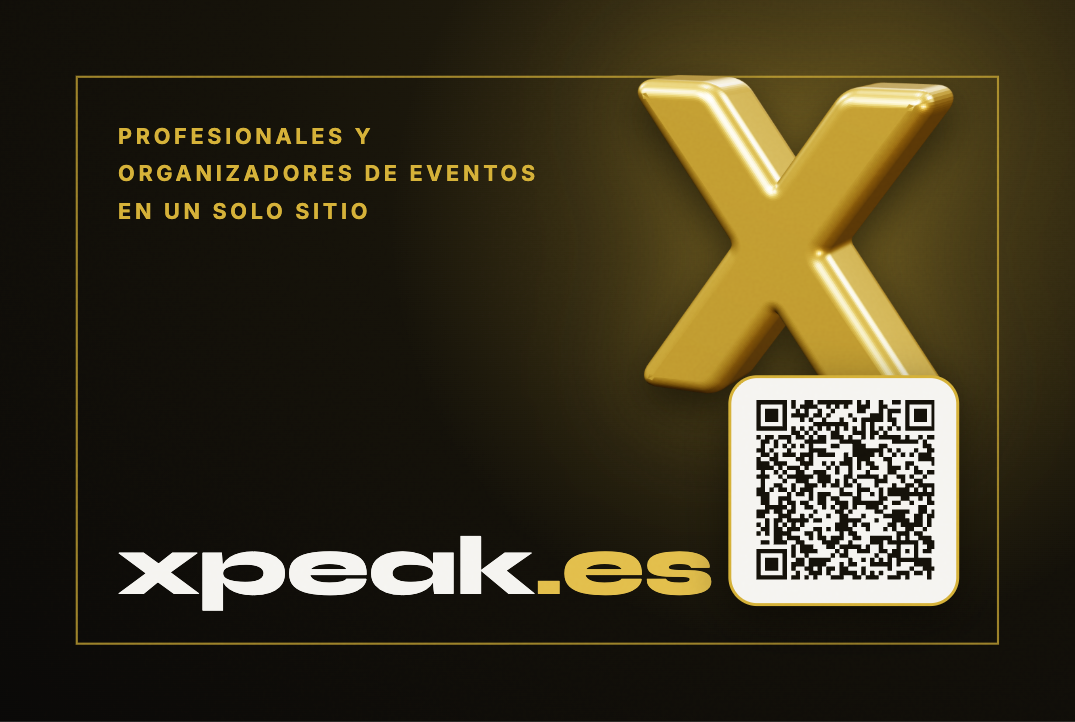 PROFESIONALES Y
ORGANIZADORES DE EVENTOS
EN UN SOLO SITIO
X
xpeak.es